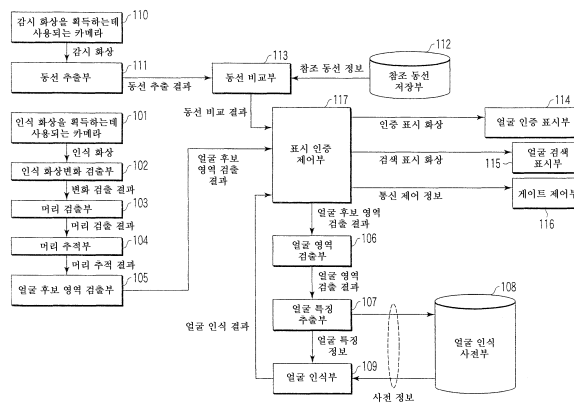 110
감시 화상을 획득하는데
사용되는 카메라
감시 화상
111
동선 추출부
동선 추출 결과
113
동선 비교부
참조 동선 정보
112
참조 동선
저장부
동선 비교 결과
101
인식 화상을 획득하는데
사용되는 카메라
인식 화상
102
인식 화상변화 검출부
변화 검출 결과
103
머리 검출부
머리 검출 결과
104
머리 추적부
머리 추적 결과
105
얼굴 후보 영역 검출부
얼굴 후보
영역 검출
결과
117
표시 인증
제어부
인증 표시 화상
114
얼굴 인증 표시부
검색 표시 화상
115
얼굴 검색
표시부
통신 제어 정보
게이트 제어부
116
얼굴 후보 영역
검출 결과
106
얼굴 영역
검출부
얼굴 영역
검출 결과
107
얼굴 특징
추출부
얼굴 특징
정보
얼굴 인식 결과
109
얼굴 인식부
108
얼굴 인식
사전부
사전 정보